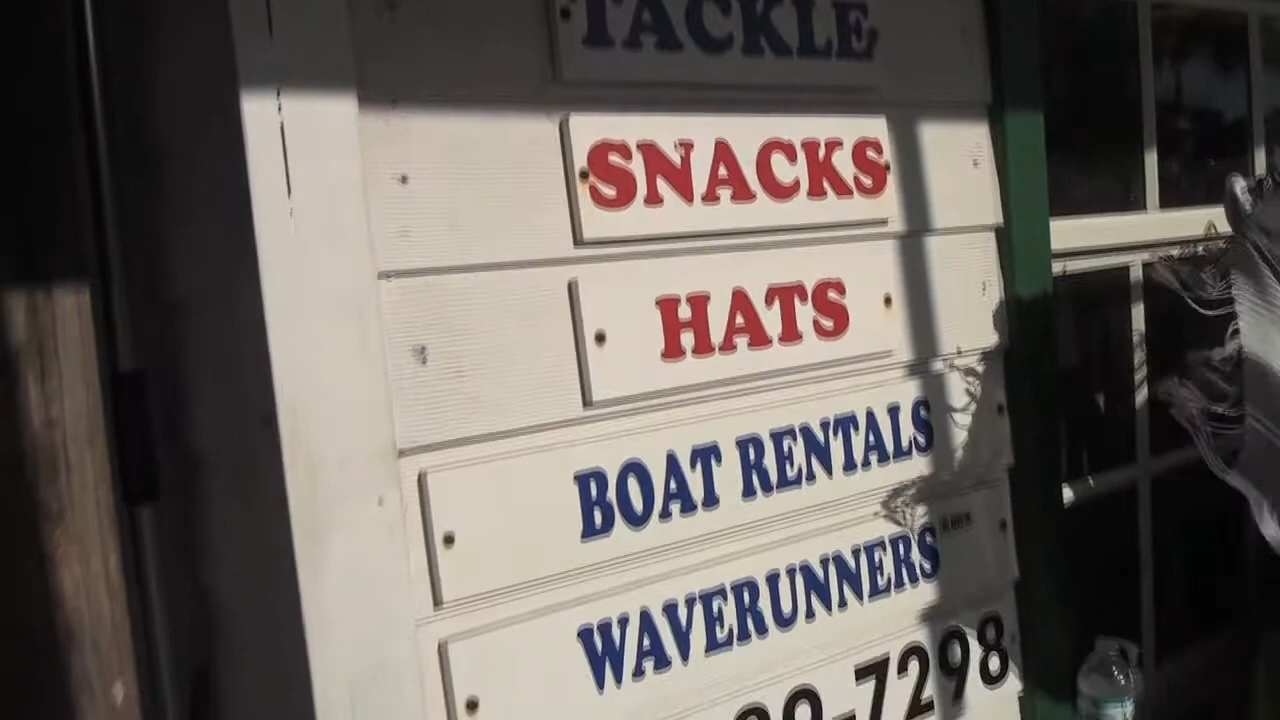 TACKLE
SNACKS
HATS
BOAT RENTALS
WAVERUNNERS
7298